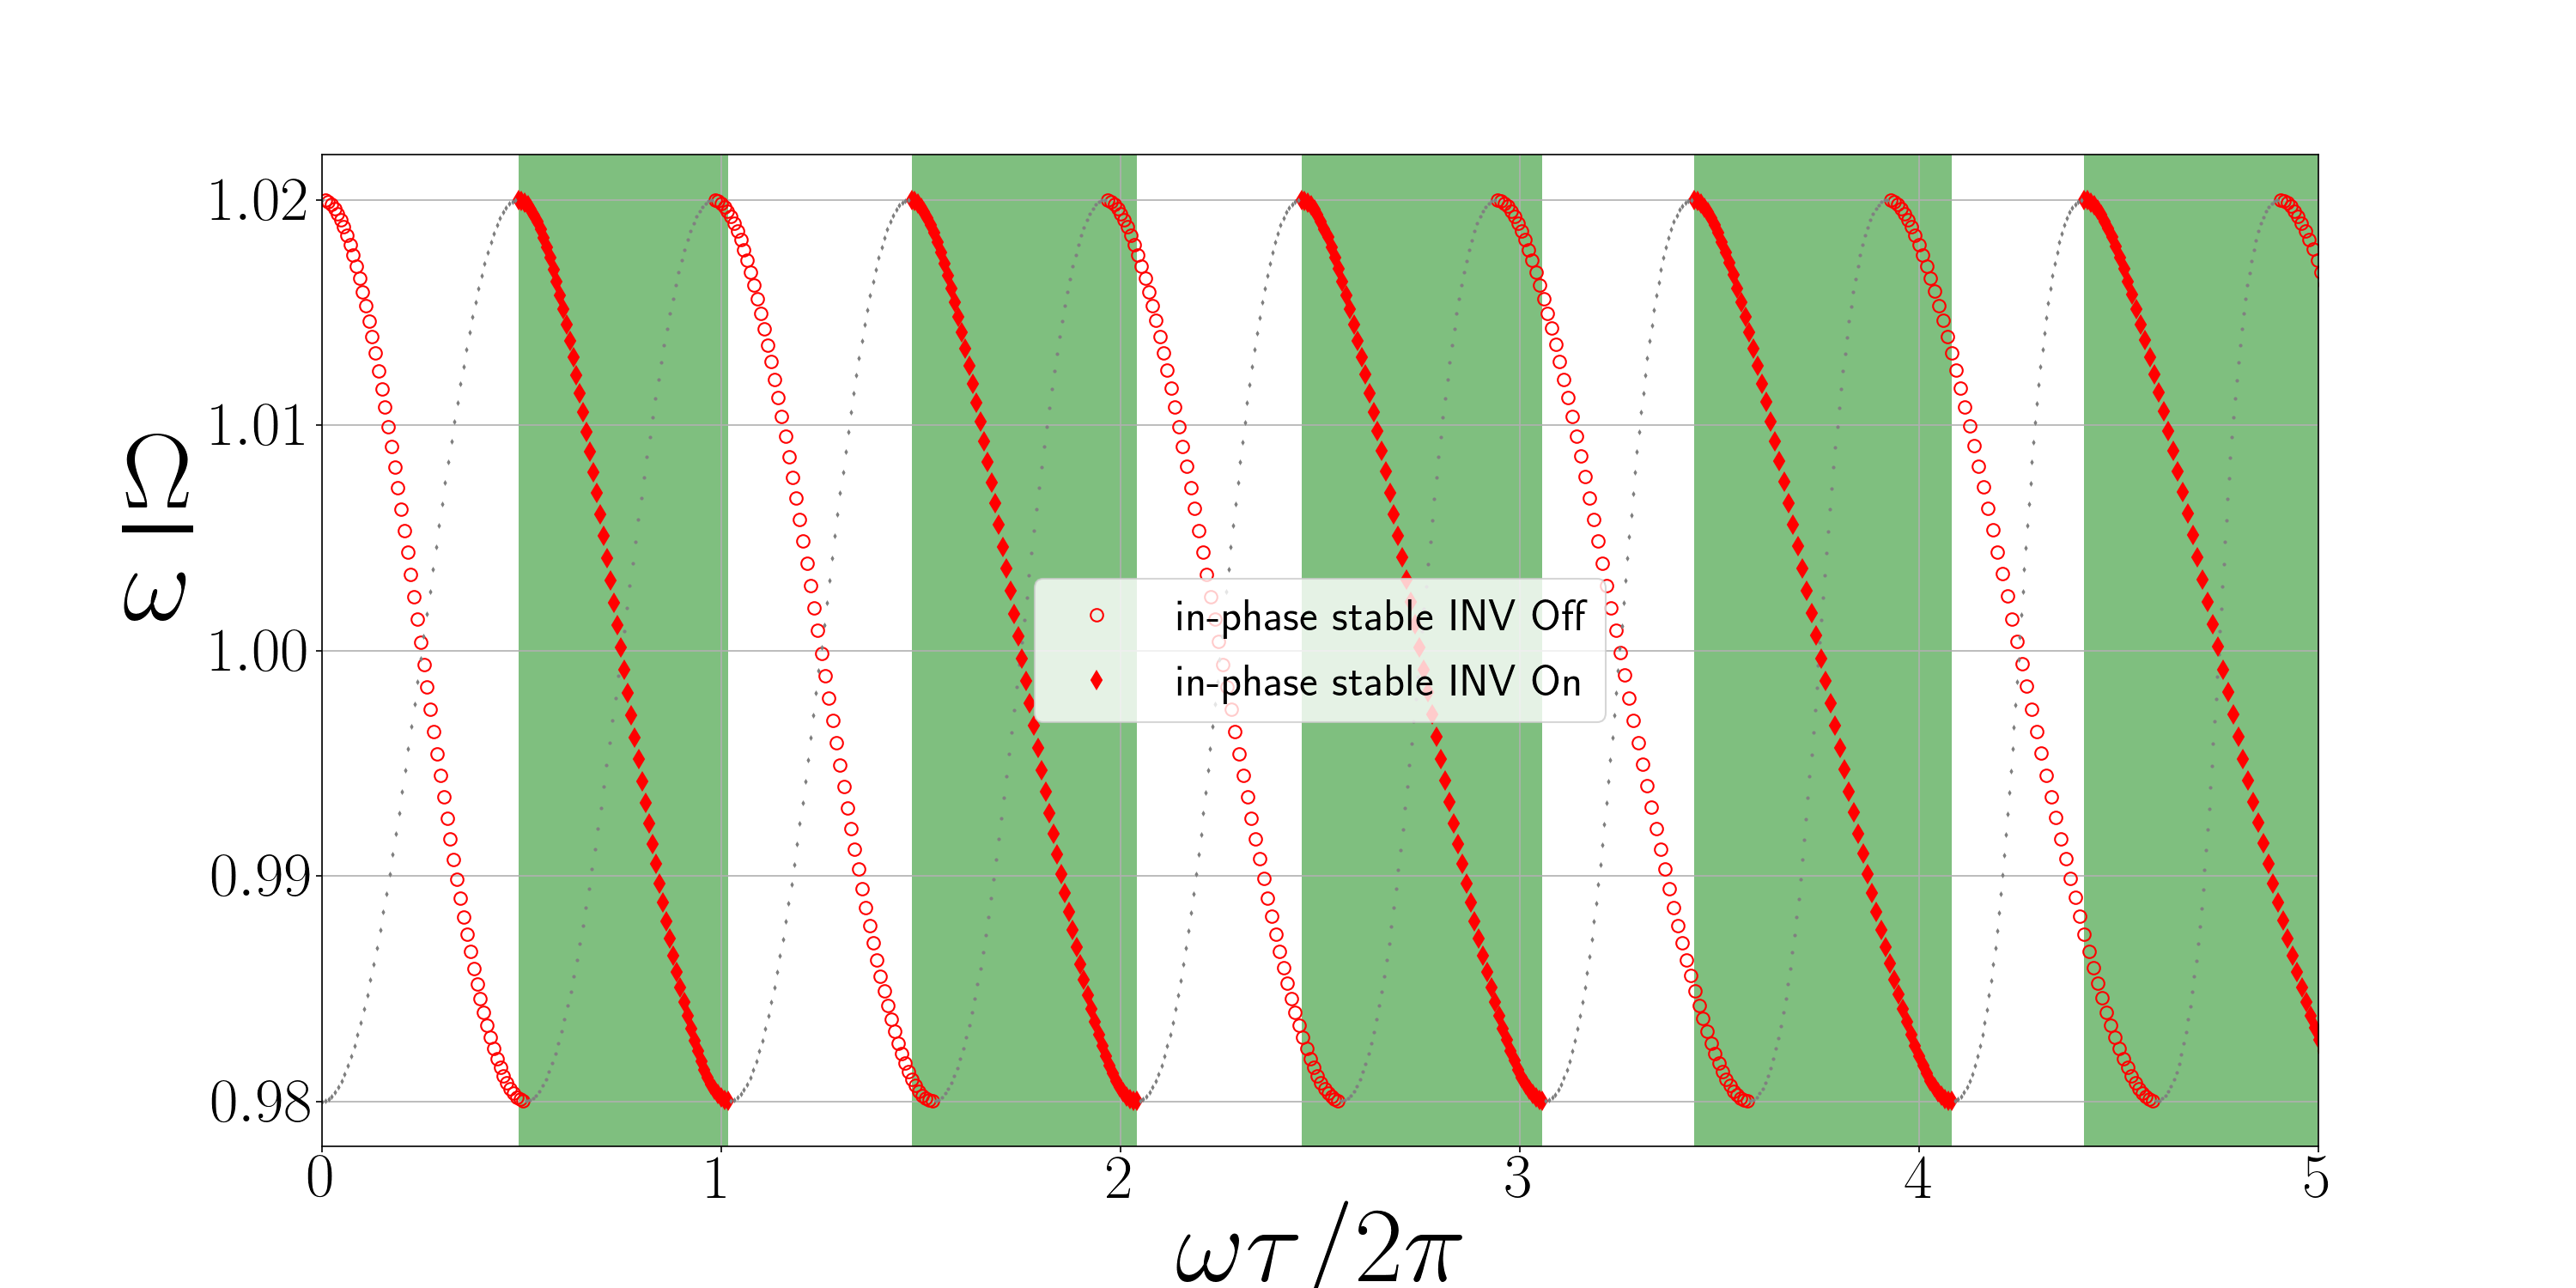 Ω
ω
1.02
1.01
1.00
0.99
0.98
in-phase stable INV Off
in-phase stable INV On
0 1 2 3 4 5
ωτ/2π